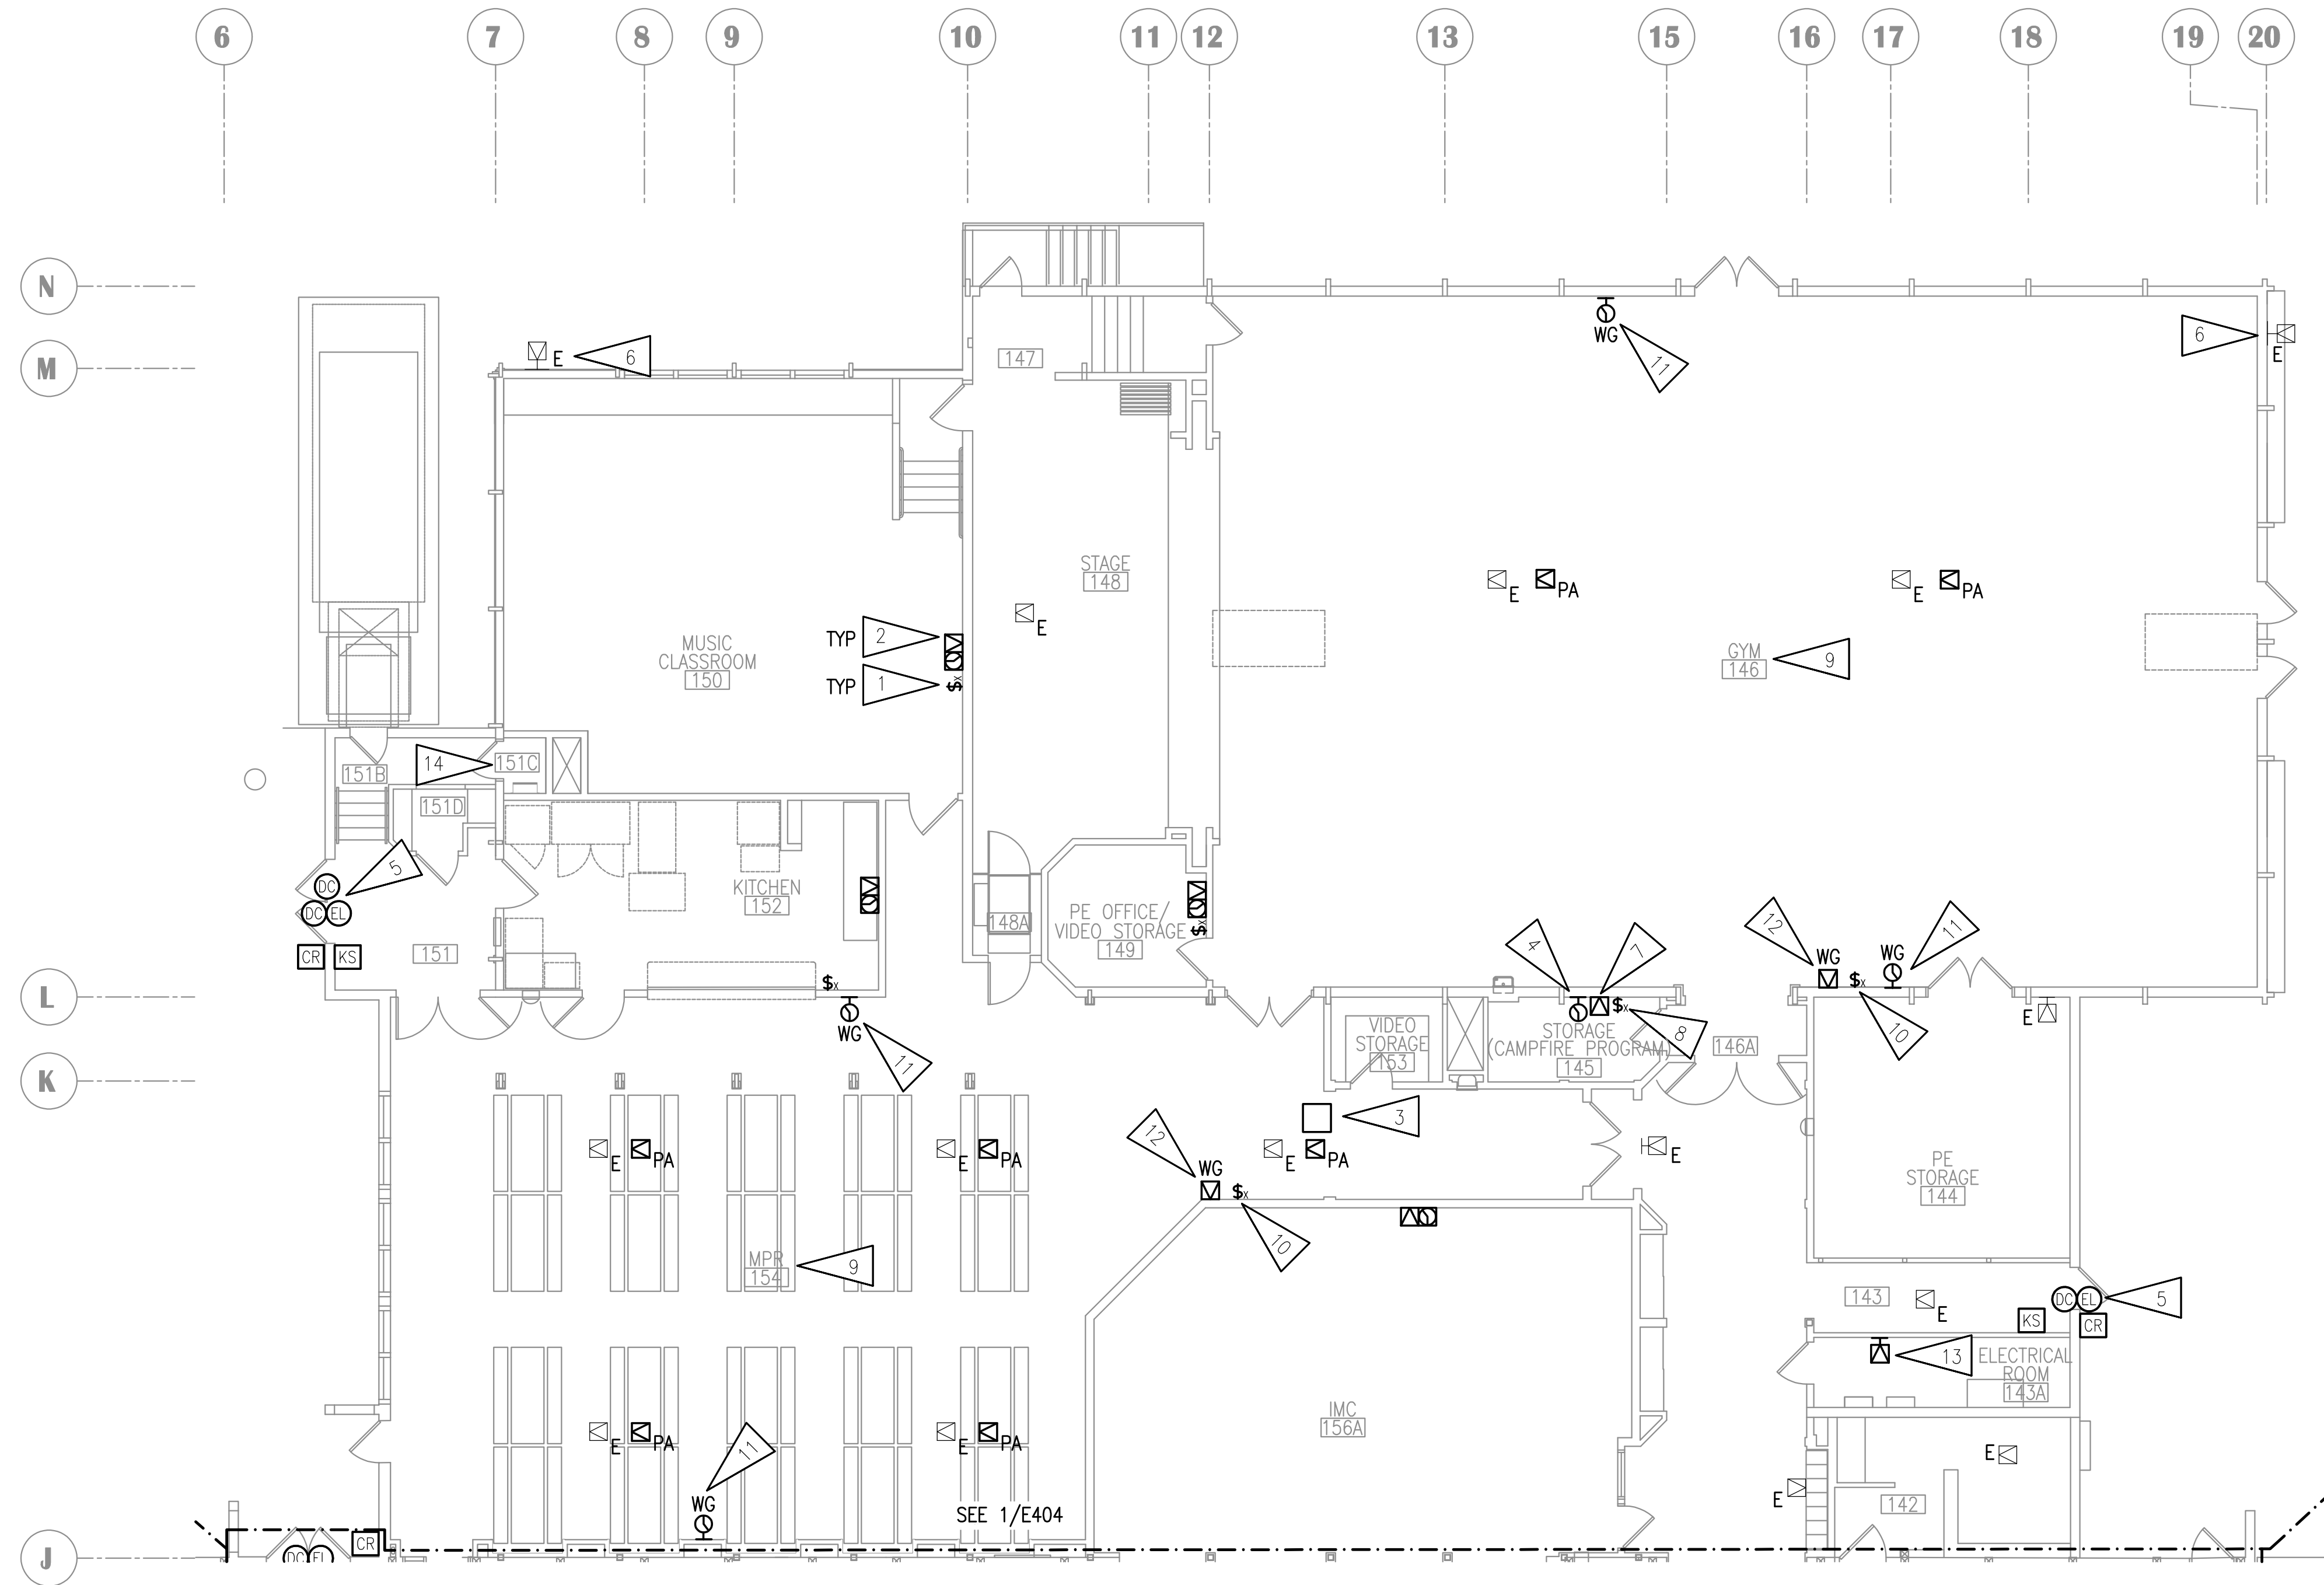 6 7 8 9 10 11 12 13 15 16 17 18 19 20
N
M
L
K
J
E 6
147
WG
11
6
E
STAGE
148
E
E PA
E PA
MUSIC
CLASSROOM
150
TYP 2
TYP 1
$x
GYM
146
9
14
151C
151B
151D
5
DC
DC EL
CR KS
151
KITCHEN
152
$x
WG
11
148A
PE OFFICE/
VIDEO STORAGE
149
$x
4
7
$x
8
VIDEO
STORAGE
153
STORAGE
(CAMPFIRE PROGRAM)
145
146A
12
WG
$x
10
WG
11
E
3
E PA
E PA
E PA
12
WG
$x
10
E
PE
STORAGE
144
MPR
154
9
143
E
DC EL
5
KS
CR
13
ELECTRICAL
ROOM
143A
IMC
156A
E PA
E PA
11
WG
SEE 1/E404
E
E
142
CR
DC EL